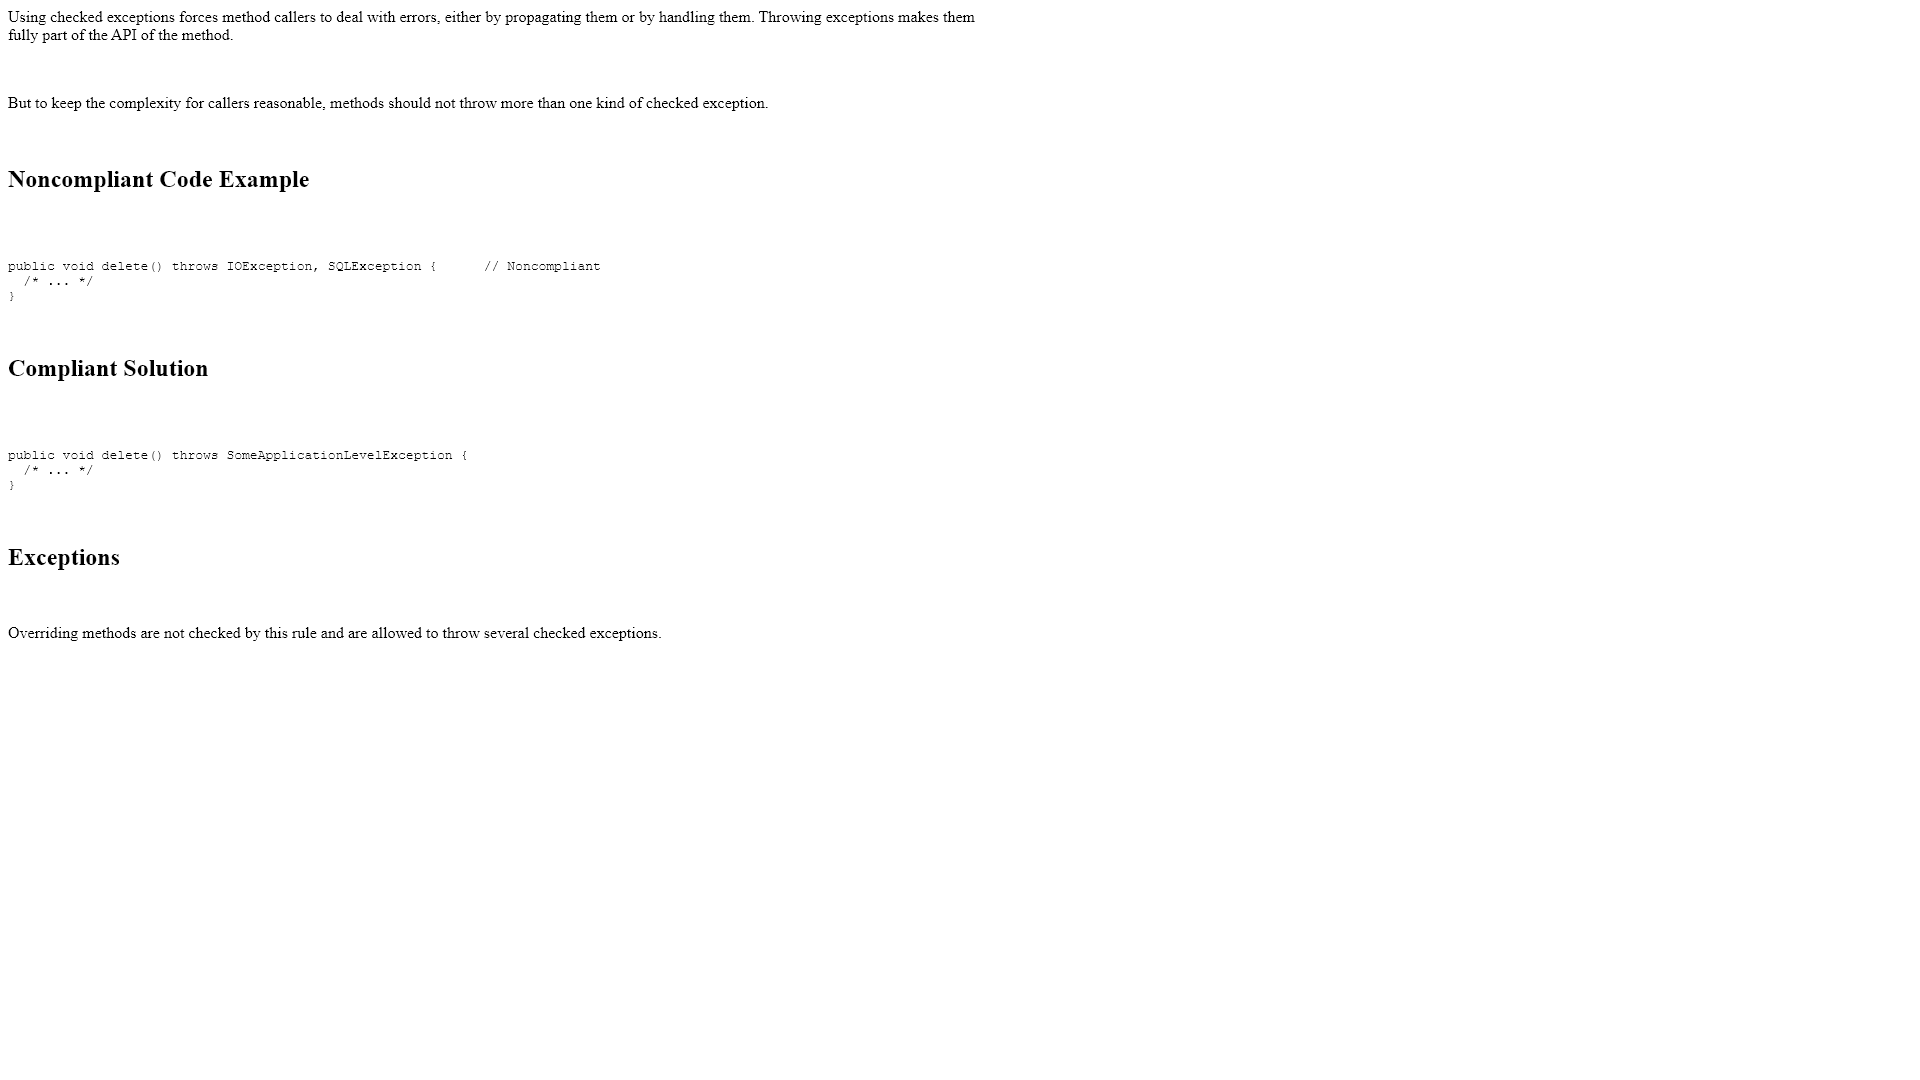 Using checked exceptions forces method callers to deal with errors, either by propagating them or by handling them. Throwing exceptions makes them
fully part of the API of the method.
But to keep the complexity for callers reasonable, methods should not throw more than one kind of checked exception.
Noncompliant Code Example
public void delete() throws IOException, SQLException {      // Noncompliant
  /* ... */
}
Compliant Solution
public void delete() throws SomeApplicationLevelException {
  /* ... */
}
Exceptions
Overriding methods are not checked by this rule and are allowed to throw several checked exceptions.